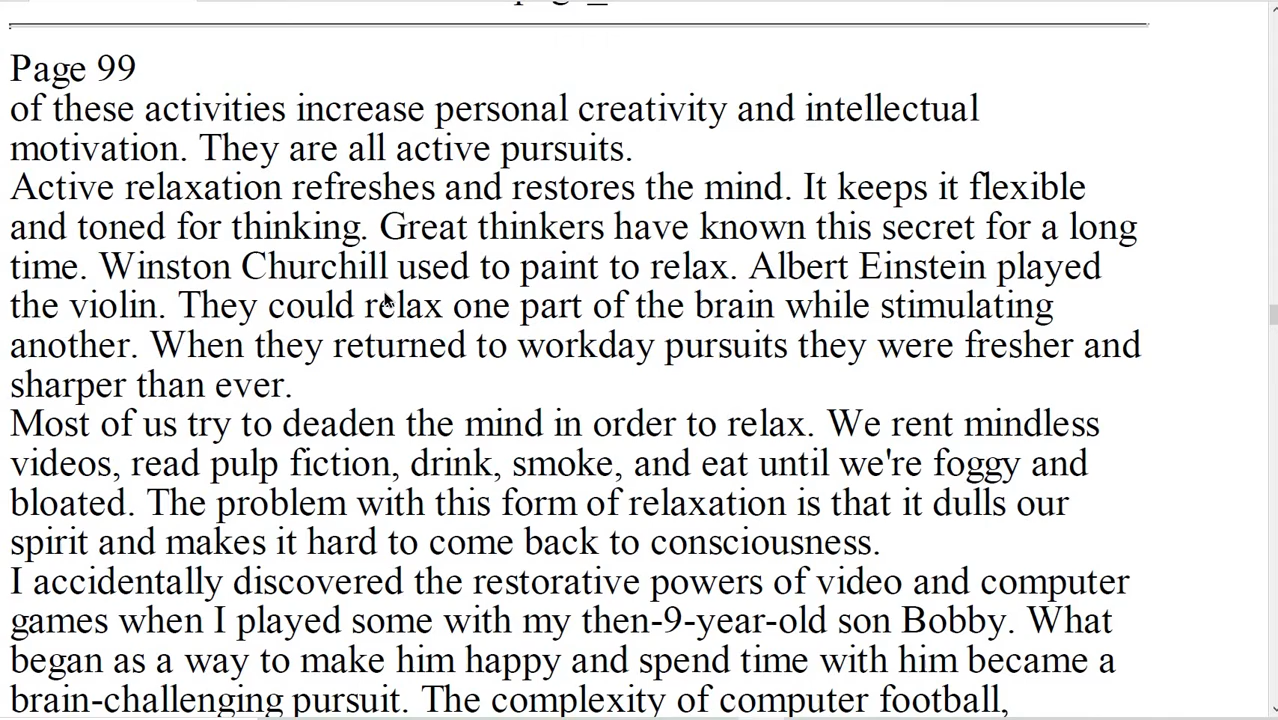 Page 99
of these activities increase personal creativity and intellectual
motivation. They are all active pursuits.
Active relaxation refreshes and restores the mind. It keeps it flexible
and toned for thinking. Great thinkers have known this secret for a long
time. Winston Churchill used to paint to relax. Albert Einstein played
the violin. They could relax one part of the brain while stimulating
another. When they returned to workday pursuits they were fresher and
sharper than ever.
Most of us try to deaden the mind in order to relax. We rent mindless
videos, read pulp fiction, drink, smoke, and eat until we're foggy and
bloated. The problem with this form of relaxation is that it dulls our
spirit and makes it hard to come back to consciousness.
I accidentally discovered the restorative powers of video and computer
games when I played some with my then-9-year-old son Bobby. What
began as a way to make him happy and spend time with him became a
brain-challenging pursuit. The complexity of computer football,